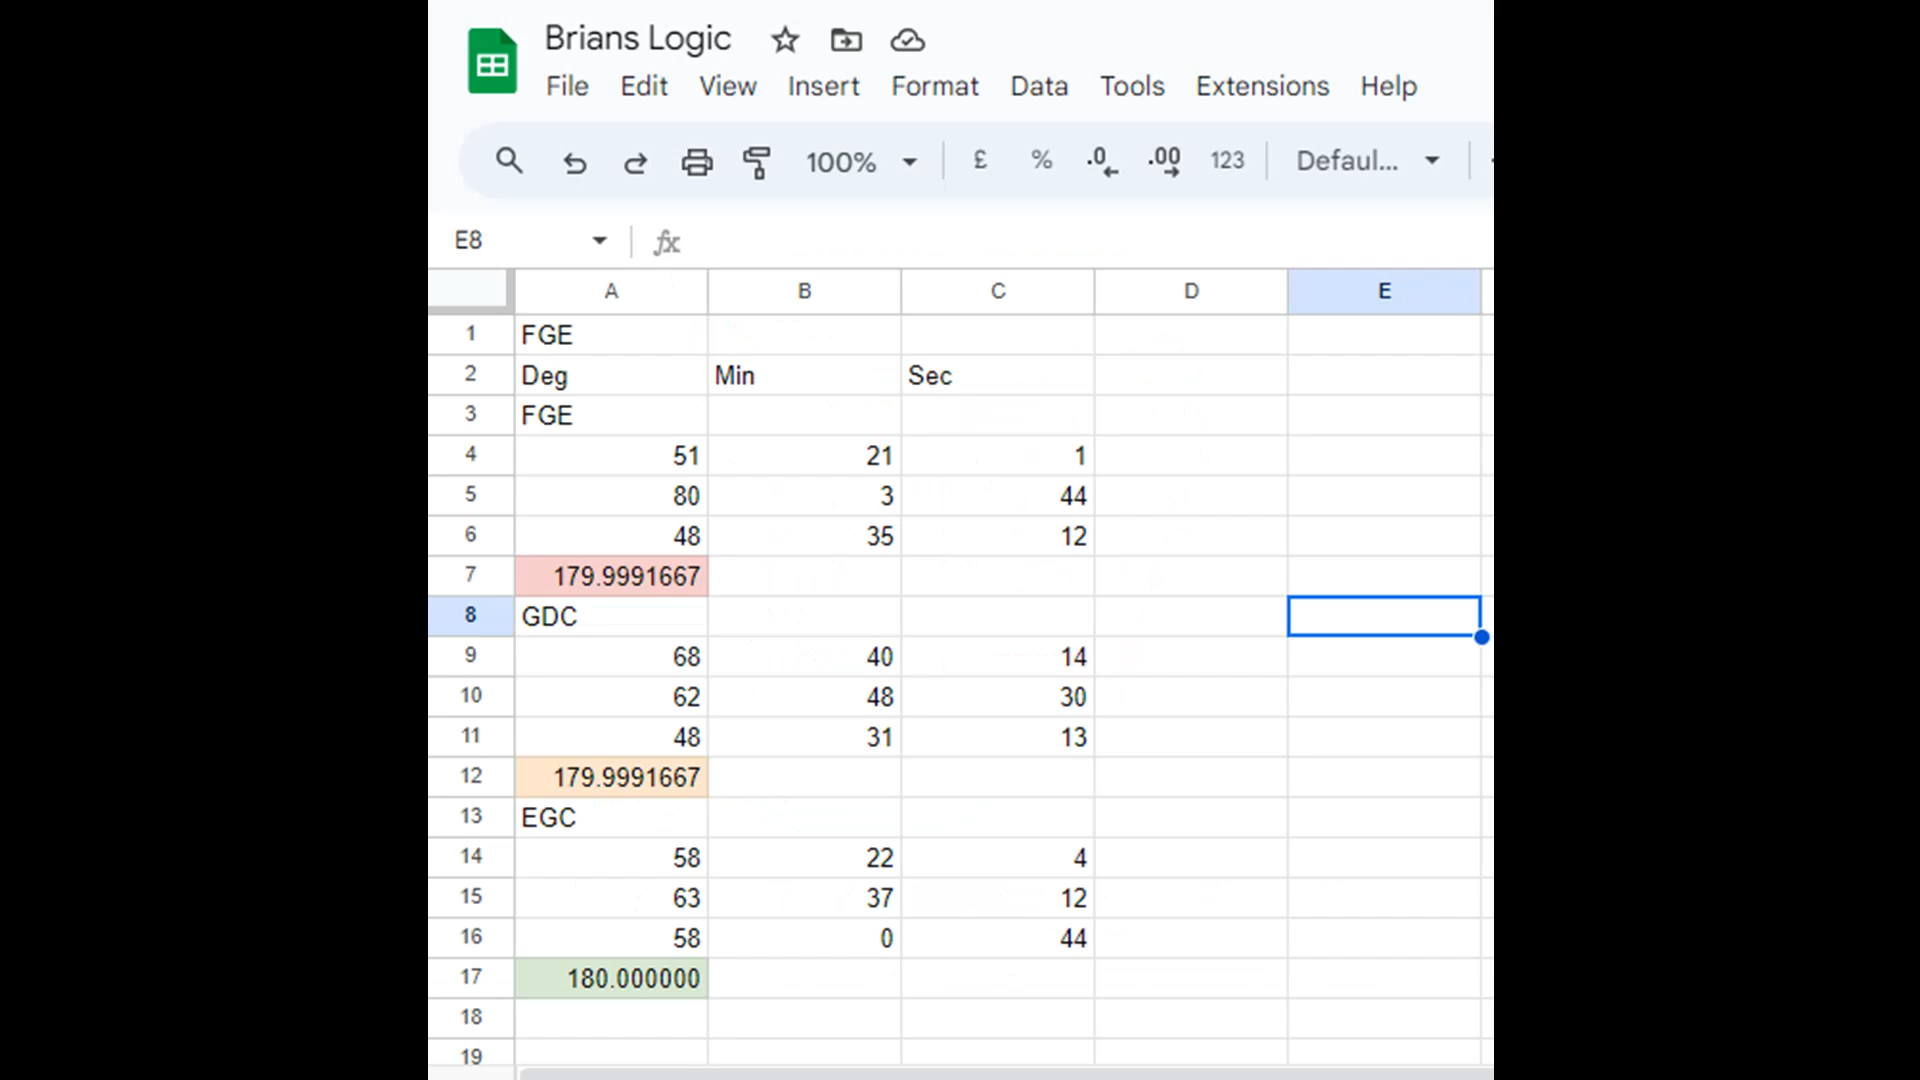 Brians Logic
File Edit View Insert Format Data Tools Extensions Help
100% £ % .0 .00 123 Defaul...
E8 fx
A B C D E
1 FGE
2 Deg Min Sec
3 FGE
4 51 21 1
5 80 3 44
6 48 35 12
7 179.9991667
8 GDC
9 68 40 14
10 62 48 30
11 48 31 13
12 179.9991667
13 EGC
14 58 22 4
15 63 37 12
16 58 0 44
17 180.000000
18
19